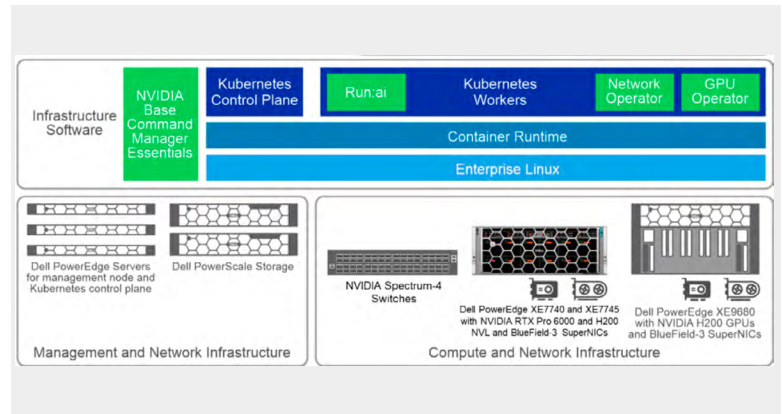 Infrastructure
Software
NVIDIA
Base
Command
Manager
Essentials
Kubernetes
Control Plane
Run:ai
Kubernetes
Workers
Network
Operator
GPU
Operator
Container Runtime
Enterprise Linux
Dell PowerEdge Servers
for management node and
Kubernetes control plane
Dell PowerScale Storage
Management and Network Infrastructure
NVIDIA Spectrum-4
Switches
Dell PowerEdge XE7740 and XE7745
with NVIDIA RTX Pro 6000 and H200
NVL and BlueField-3 SuperNICs
Dell PowerEdge XE9680
with NVIDIA H200 GPUs
and BlueField-3 SuperNICs
Compute and Network Infrastructure